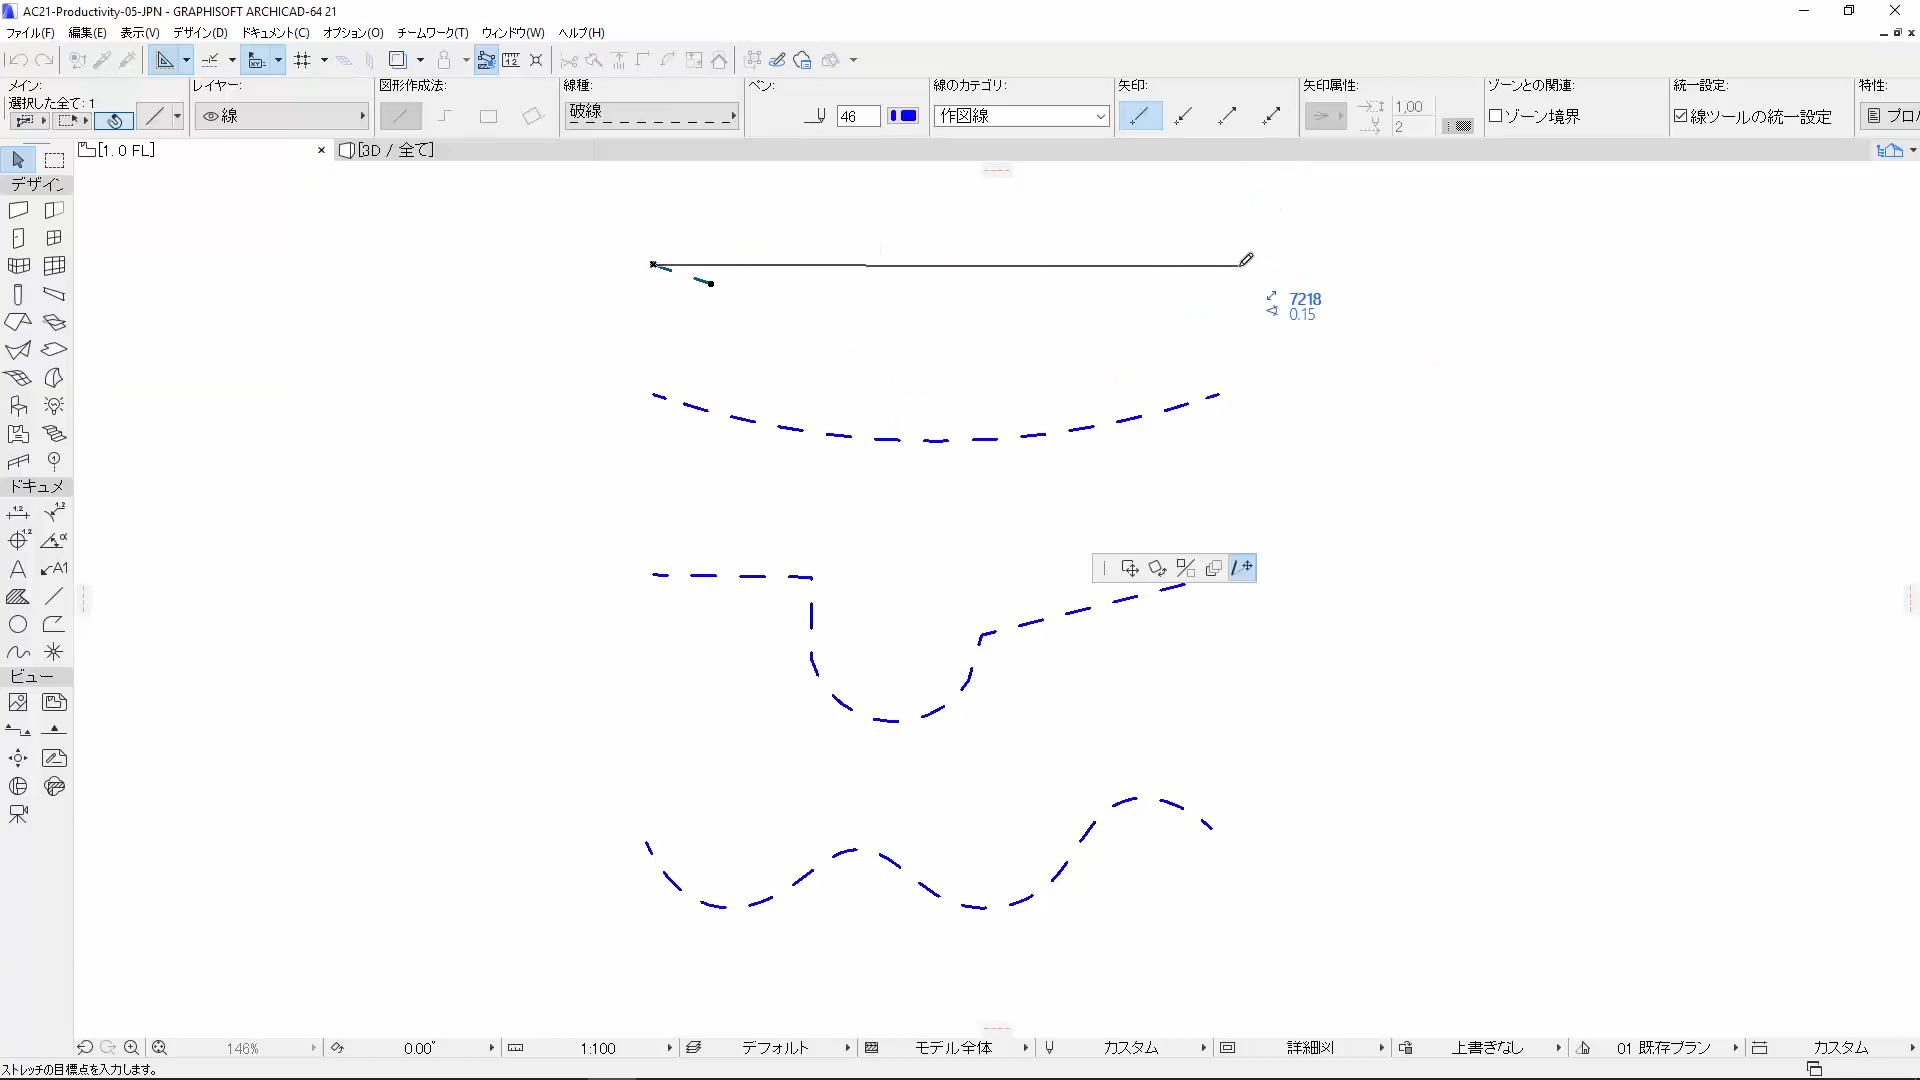 AC21-Productivity-05-JPN - GRAPHISOFT ARCHICAD-64 21
ファイル(F) 編集(E) 表示(V) デザイン(D) ドキュメント(C) オプション(O) チームワーク(T) ウィンドウ(W) ヘルプ(H)
メイン: レイヤー: 図形作成法: 線種: ペン: 線のカテゴリ: 矢印: 矢印属性: ゾーンとの関連: 統一設定: 特性:
選択した全て: 1
線 破線 46 作図線 1,00 2 ゾーン境界 線ツールの統一設定 プロパ
[1. 0 FL] [3D / 全て]
デザイン
7218
0.15
ドキュメ
ビュー
146% 0.00° 1:100 デフォルト モデル全体 カスタム 詳細図 上書きなし 01 既存プラン カスタム
ストレッチの目標点を入力します。